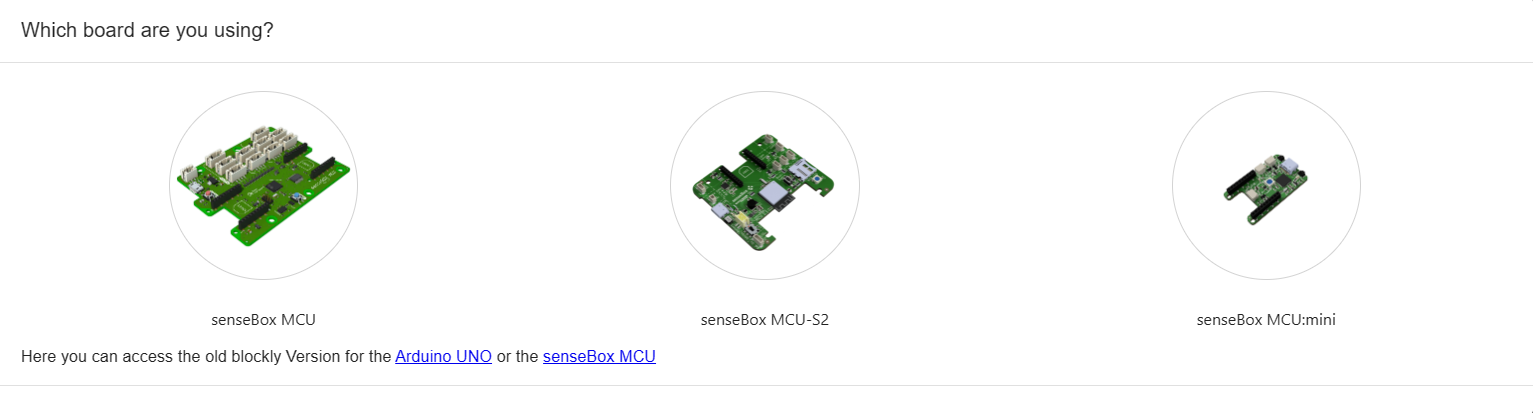 Which board are you using?
senseBox MCU
senseBox MCU-S2
senseBox MCU:mini
Here you can access the old blockly Version for the Arduino UNO or the senseBox MCU